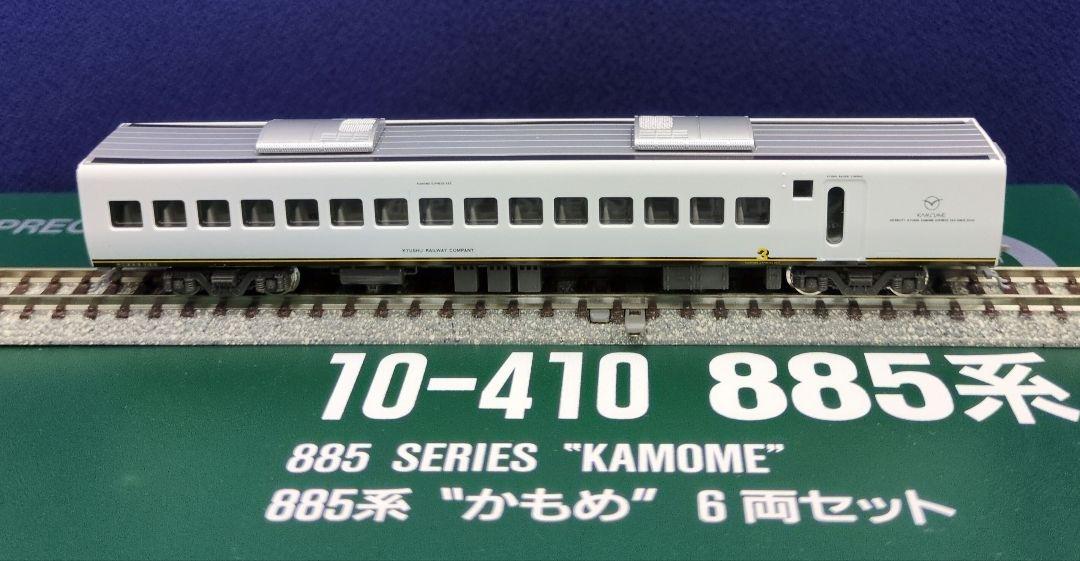 KYUSHU RAILWAY COMPANY
3
KAMOME
PREC
10-410 885系
885 SERIES "KAMOME"
885系 "かもめ" 6両セット